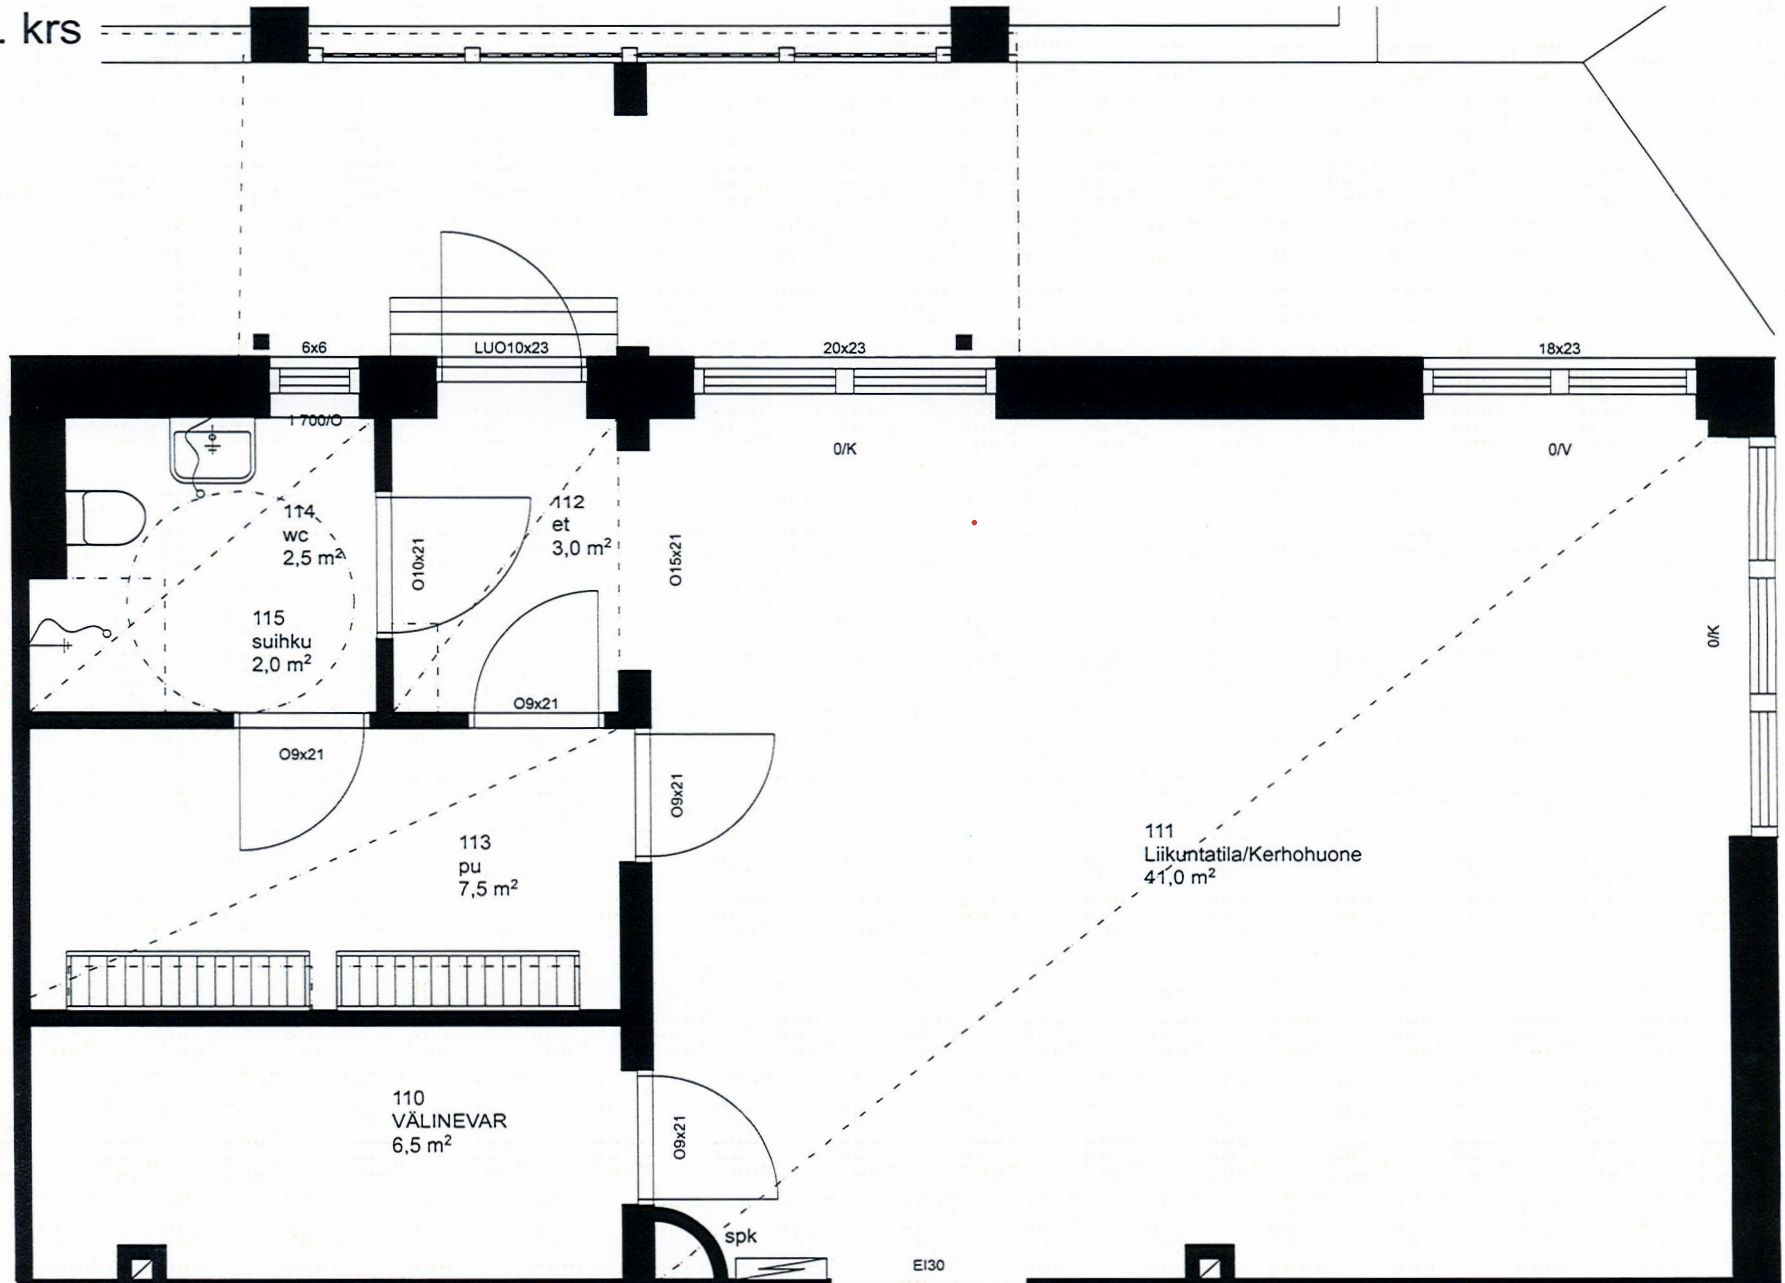 . krs
6x6
LUO10x23
20x23
18x23
1700/O
0/K
0/V
114
wc
2,5 m²
112
et
3,0 m²
O10x21
O15x21
115
suihku
2,0 m²
0/K
O9x21
O9x21
O9x21
113
pu
7,5 m²
111
Liikuntatila/Kerhohuone
41,0 m²
110
VÄLINEVAR
6,5 m²
O9x21
spk
EI30